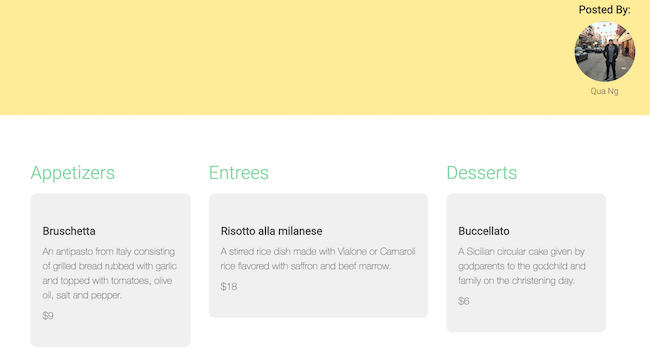 Posted By:
Qua Ng
Appetizers
Bruschetta
An antipasto from Italy consisting
of grilled bread rubbed with garlic
and topped with tomatoes, olive
oil, salt and pepper.
$9
Entrees
Risotto alla milanese
A stirred rice dish made with Vialone or Carnaroli
rice flavored with saffron and beef marrow.
$18
Desserts
Buccellato
A Sicilian circular cake given by
godparents to the godchild and
family on the christening day.
$6